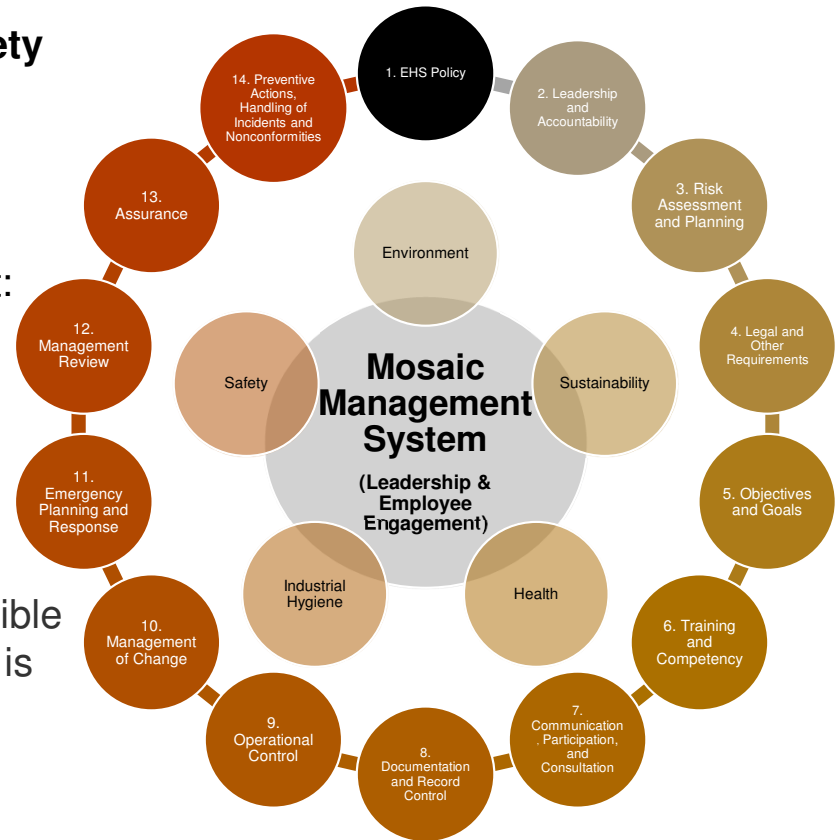 ety
t:
ible
is
1. EHS Policy
2. Leadership
and
Accountability
3. Risk
Assessment
and Planning
4. Legal and
Other
Requirements
5. Objectives
and Goals
6. Training
and
Competency
7.
Communication
, Participation,
and
Consultation
8.
Documentation
and Record
Control
9.
Operational
Control
10.
Management
of Change
11.
Emergency
Planning and
Response
12.
Management
Review
13.
Assurance
14. Preventive
Actions,
Handling of
Incidents and
Nonconformities
Environment
Sustainability
Health
Industrial
Hygiene
Safety
Mosaic
Management
System
(Leadership &
Employee
Engagement)